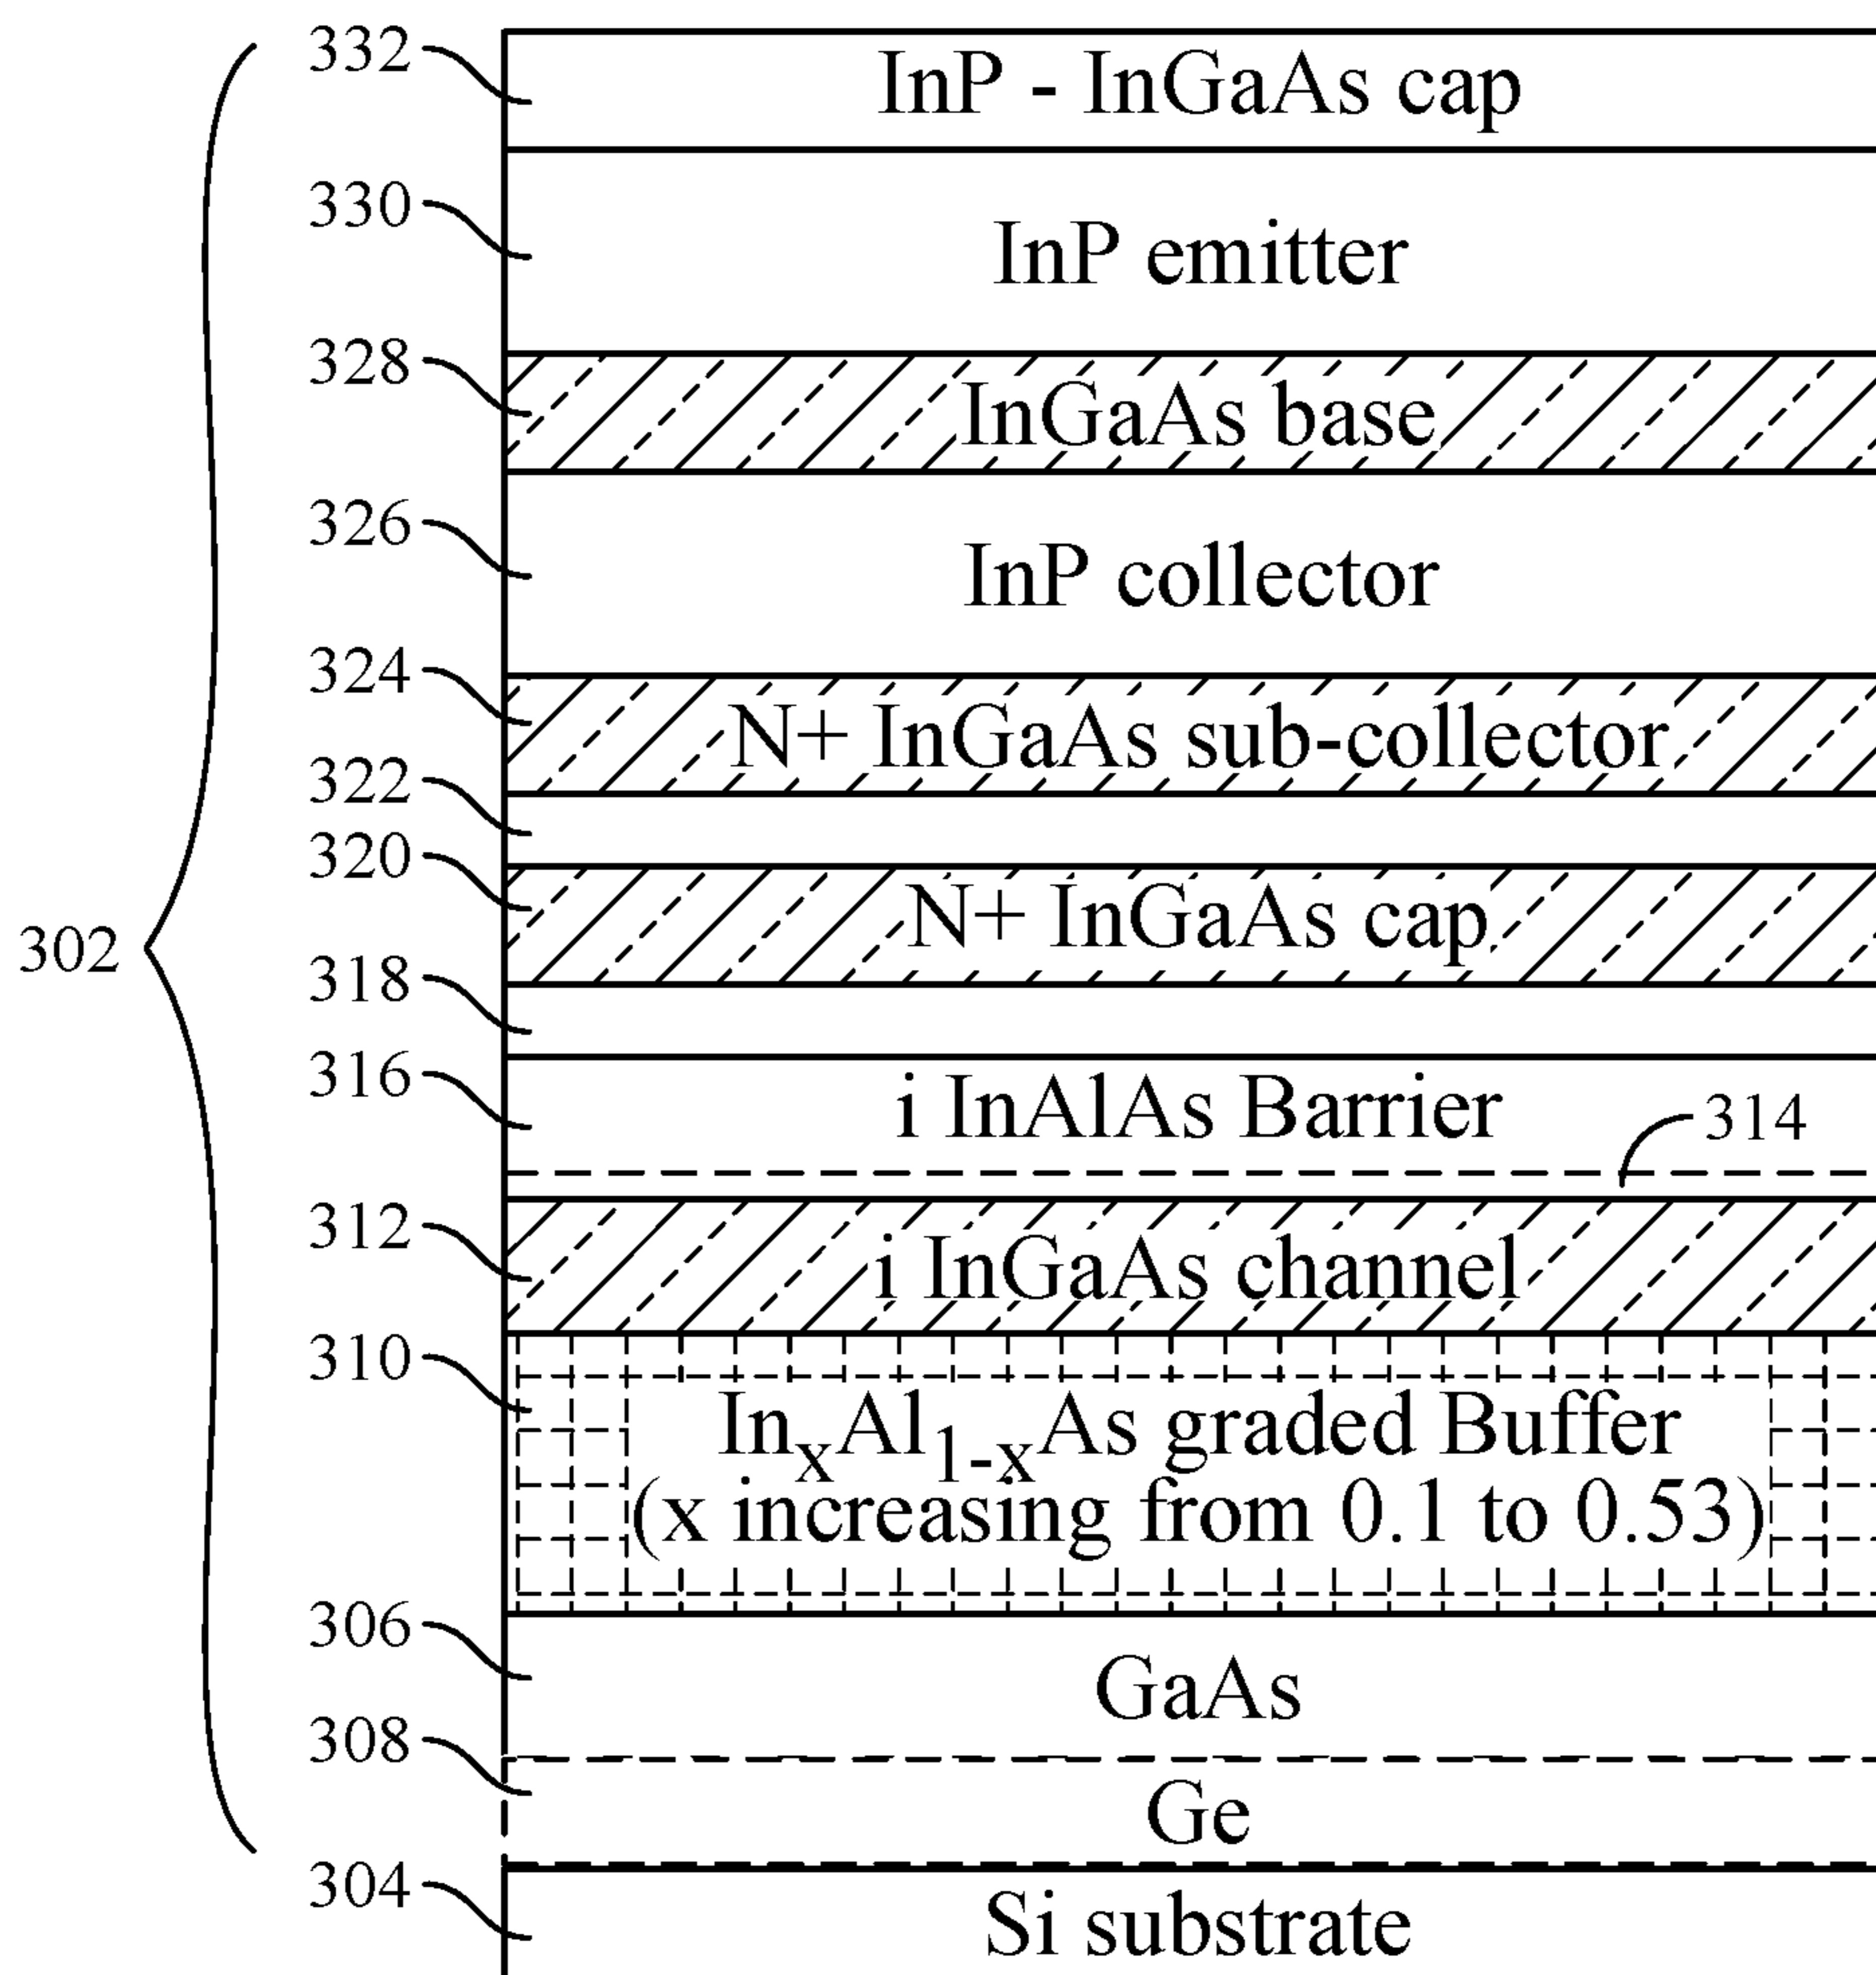 332 InP - InGaAs cap
330 InP emitter
328 InGaAs base
326 InP collector
324 N+ InGaAs sub-collector
322
320 N+ InGaAs cap
302
318
316 i InAlAs Barrier 314
312 i InGaAs channel
310 InxAl1-xAs graded Buffer
(x increasing from 0.1 to 0.53)
306 GaAs
308 Ge
304 Si substrate